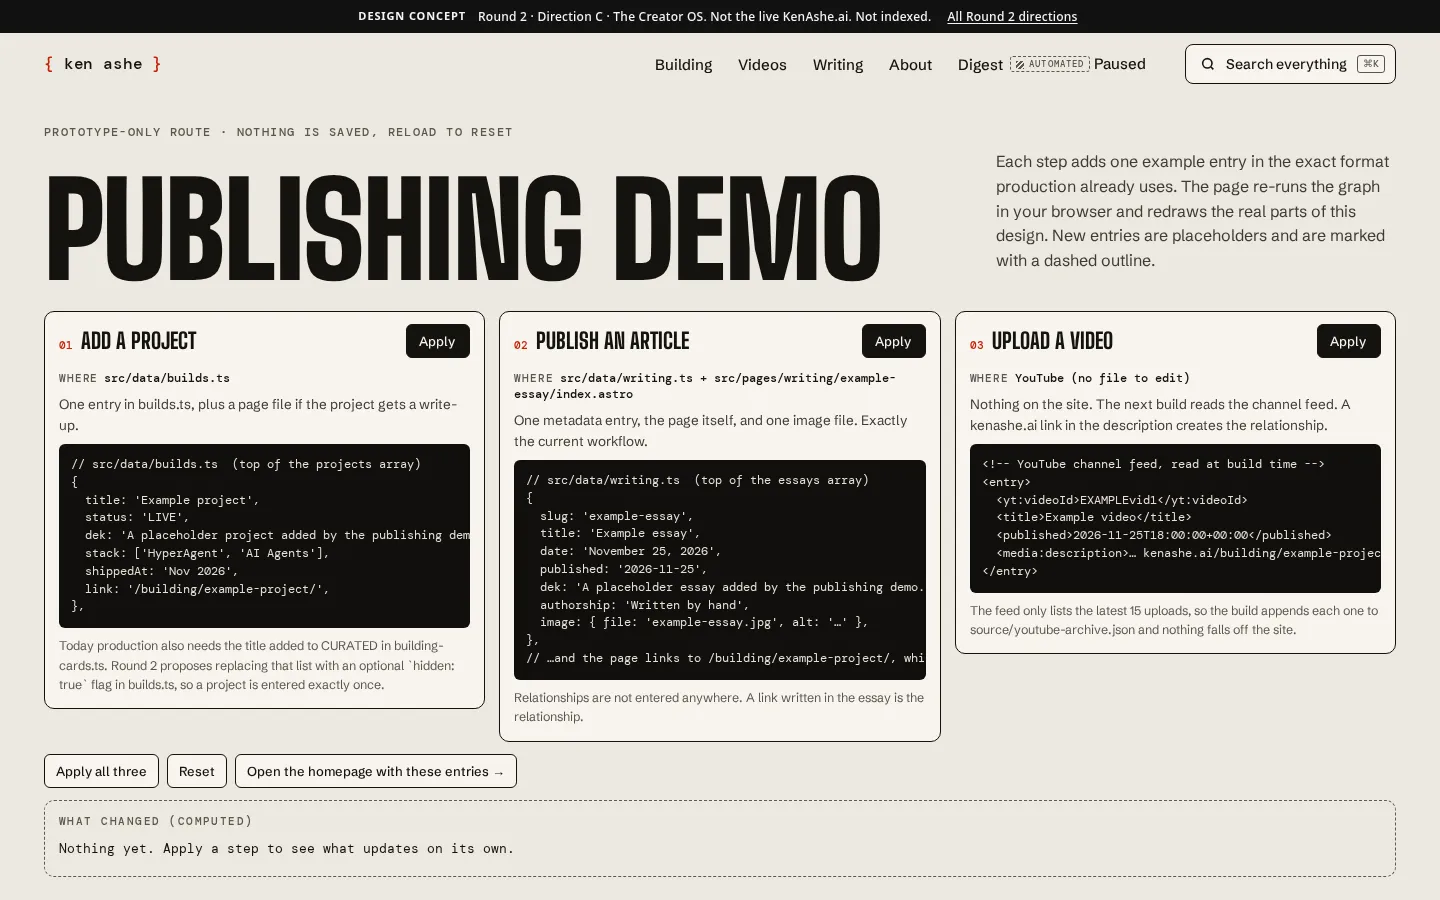 DESIGN CONCEPT Round 2 · Direction C · The Creator OS. Not the live KenAshe.ai. Not indexed. All Round 2 directions
{ ken ashe }
Building Videos Writing About Digest AUTOMATED Paused Search everything ⌘K
PROTOTYPE-ONLY ROUTE · NOTHING IS SAVED, RELOAD TO RESET
PUBLISHING DEMO
Each step adds one example entry in the exact format
production already uses. The page re-runs the graph
in your browser and redraws the real parts of this
design. New entries are placeholders and are marked
with a dashed outline.
01 ADD A PROJECT Apply
WHERE src/data/builds.ts
One entry in builds.ts, plus a page file if the project gets a write-
up.
// src/data/builds.ts  (top of the projects array)
{
  title: 'Example project',
  status: 'LIVE',
  dek: 'A placeholder project added by the publishing dem
  stack: ['HyperAgent', 'AI Agents'],
  shippedAt: 'Nov 2026',
  link: '/building/example-project/',
},
Today production also needs the title added to CURATED in building-
cards.ts. Round 2 proposes replacing that list with an optional `hidden:
true` flag in builds.ts, so a project is entered exactly once.
02 PUBLISH AN ARTICLE Apply
WHERE src/data/writing.ts + src/pages/writing/example-
essay/index.astro
One metadata entry, the page itself, and one image file. Exactly
the current workflow.
// src/data/writing.ts  (top of the essays array)
{
  slug: 'example-essay',
  title: 'Example essay',
  date: 'November 25, 2026',
  published: '2026-11-25',
  dek: 'A placeholder essay added by the publishing demo.
  authorship: 'Written by hand',
  image: { file: 'example-essay.jpg', alt: '…' },
},
// …and the page links to /building/example-project/, whi
Relationships are not entered anywhere. A link written in the essay is the
relationship.
03 UPLOAD A VIDEO Apply
WHERE YouTube (no file to edit)
Nothing on the site. The next build reads the channel feed. A
kenashe.ai link in the description creates the relationship.
<!-- YouTube channel feed, read at build time -->
<entry>
  <yt:videoId>EXAMPLEvid1</yt:videoId>
  <title>Example video</title>
  <published>2026-11-25T18:00:00+00:00</published>
  <media:description>… kenashe.ai/building/example-projec
</entry>
The feed only lists the latest 15 uploads, so the build appends each one to
source/youtube-archive.json and nothing falls off the site.
Apply all three Reset Open the homepage with these entries →
WHAT CHANGED (COMPUTED)
Nothing yet. Apply a step to see what updates on its own.